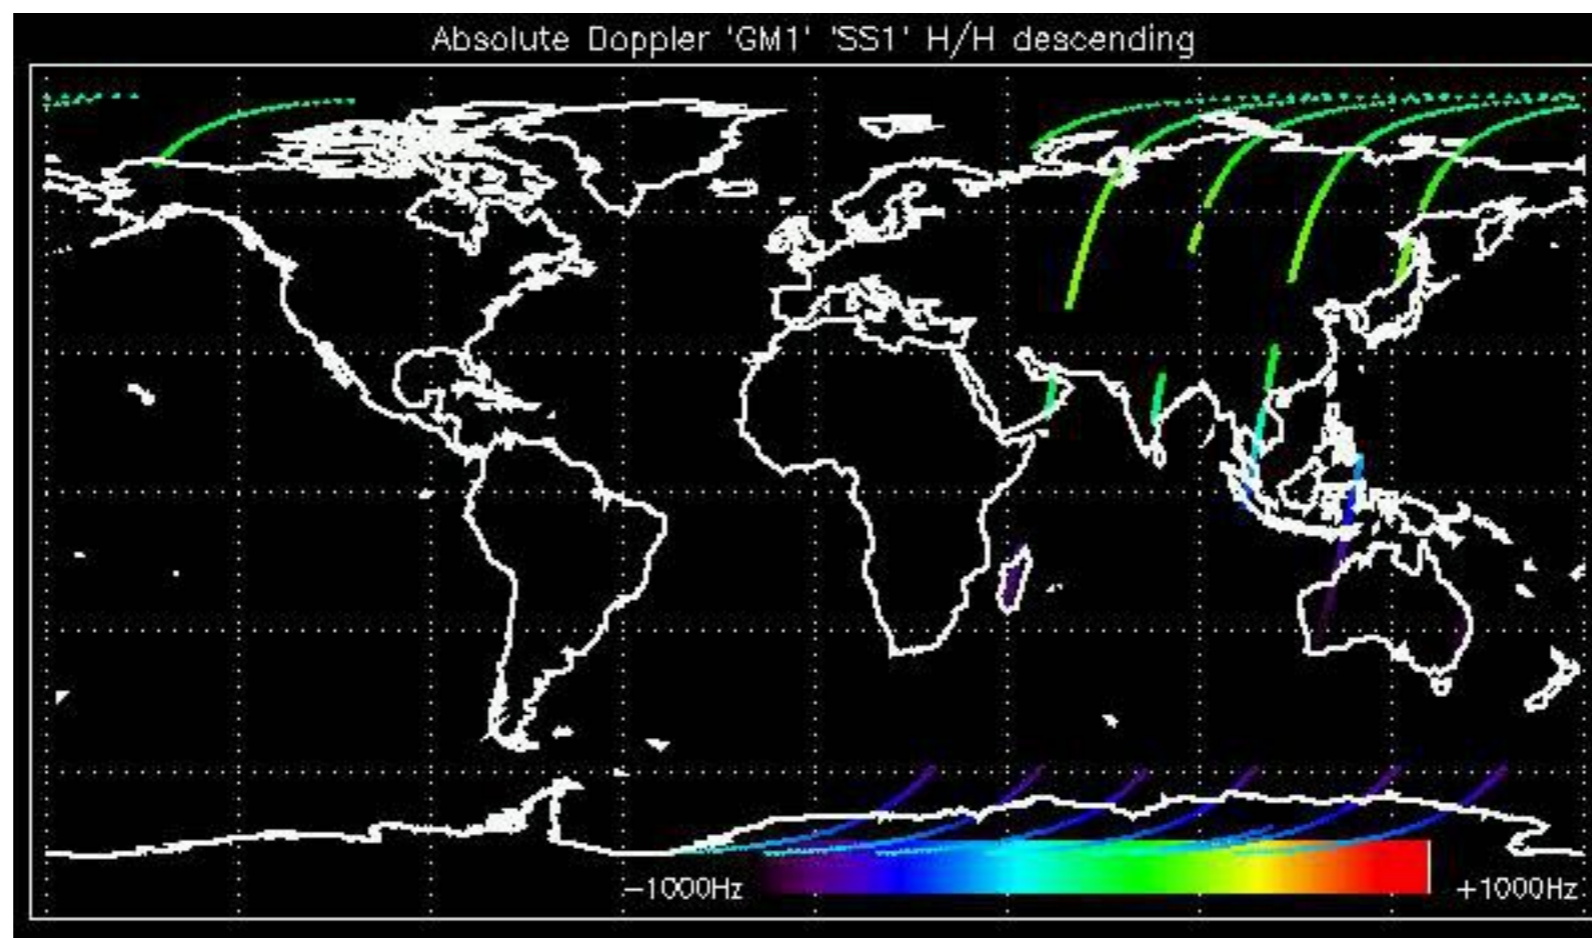 Absolute Doppler 'GM1' 'SS1' H/H descending
-1000Hz
+1000Hz